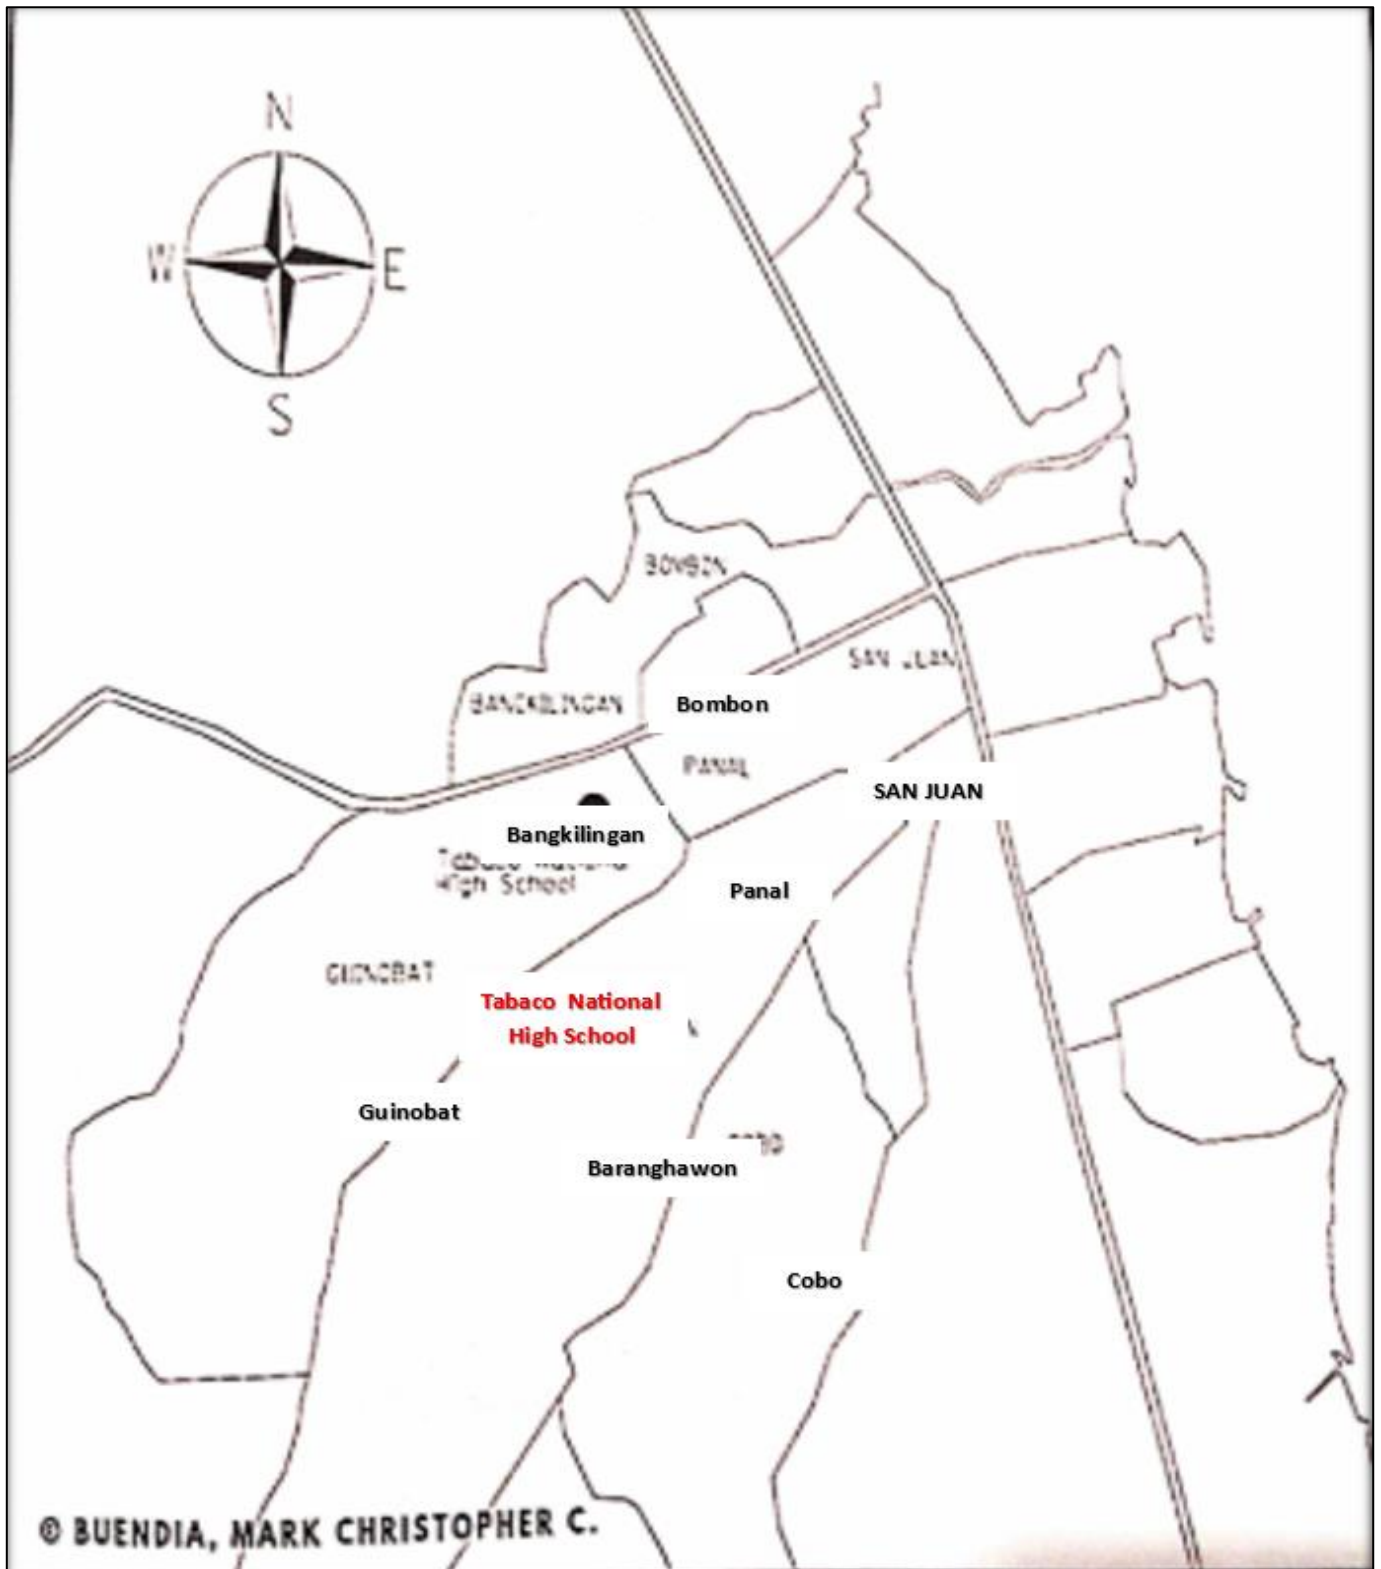 N
W
E
S
BOMBON
SAN JUAN
BANGKILINGAN
Bombon
PANAL
SAN JUAN
Bangkilingan
High School
Panal
GUINOBAT
Tabaco National
High School
Guinobat
Baranghawon
Cobo
© BUENDIA, MARK CHRISTOPHER C.